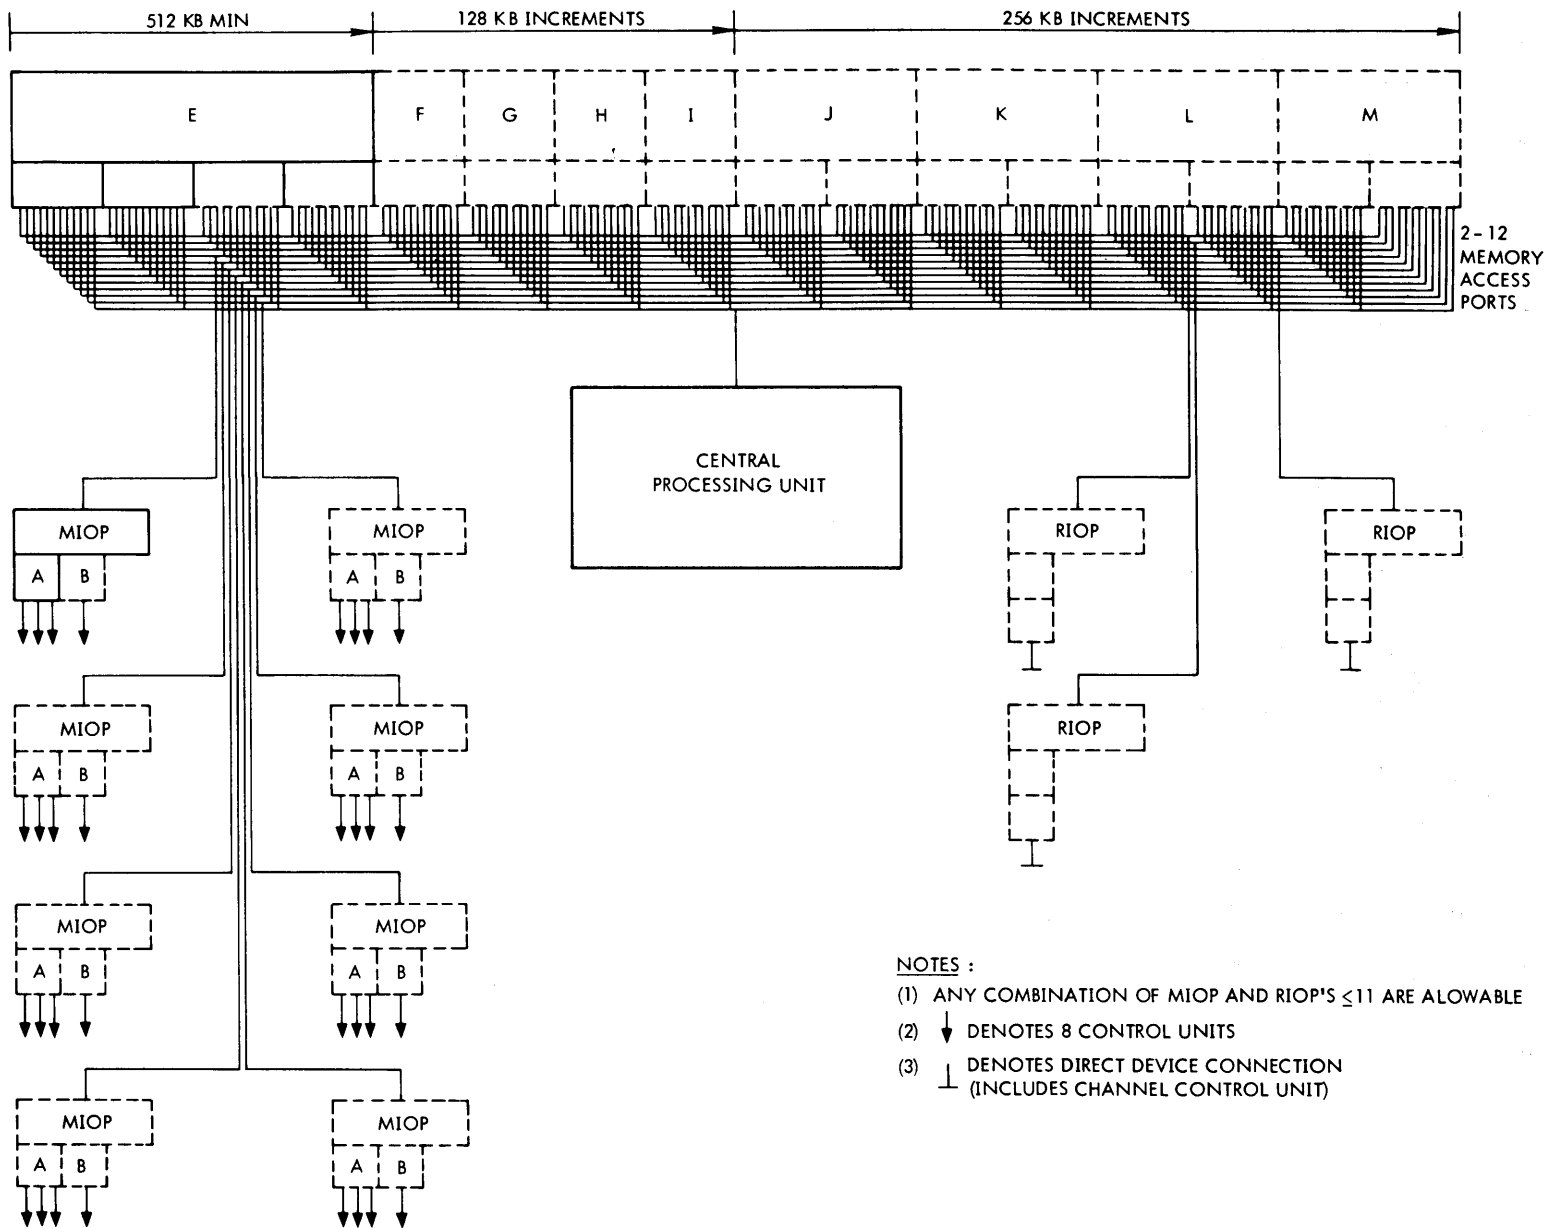 512 KB MIN
128 KB INCREMENTS
256 KB INCREMENTS
E
F
G
H
I
J
K
L
M
2-12
MEMORY
ACCESS
PORTS
CENTRAL
PROCESSING UNIT
MIOP
A
B
MIOP
A
B
RIOP
RIOP
MIOP
A
B
MIOP
A
B
RIOP
MIOP
A
B
MIOP
A
B
MIOP
A
B
MIOP
A
B
NOTES :
(1) ANY COMBINATION OF MIOP AND RIOP'S ≤11 ARE ALOWABLE
(2) ↓ DENOTES 8 CONTROL UNITS
(3) ⊥ DENOTES DIRECT DEVICE CONNECTION
(INCLUDES CHANNEL CONTROL UNIT)